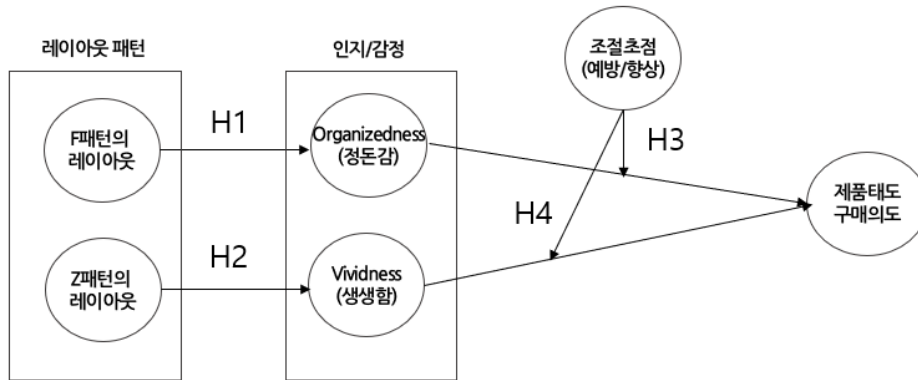 레이아웃 패턴
인지/감정
조절초점
(예방/향상)
F패턴의
레이아웃
H1
Organizedness
(정돈감)
H3
제품태도
구매의도
H4
Z패턴의
레이아웃
H2
Vividness
(생생함)